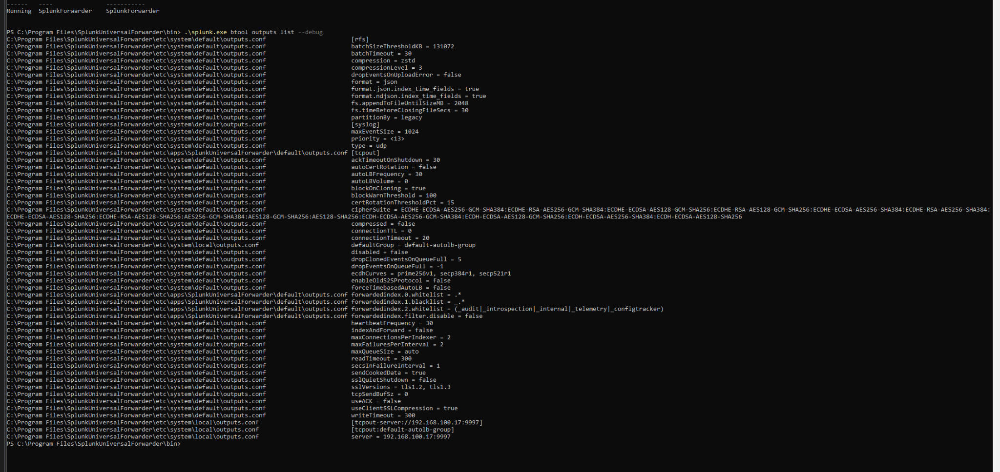 ------  ----               -----------
Running  SplunkForwarder    SplunkForwarder
PS C:\Program Files\SplunkUniversalForwarder\bin> .\splunk.exe btool outputs list --debug
C:\Program Files\SplunkUniversalForwarder\etc\system\default\outputs.conf [rfs]
C:\Program Files\SplunkUniversalForwarder\etc\system\default\outputs.conf batchSizeThresholdKB = 131072
C:\Program Files\SplunkUniversalForwarder\etc\system\default\outputs.conf batchTimeout = 30
C:\Program Files\SplunkUniversalForwarder\etc\system\default\outputs.conf compression = zstd
C:\Program Files\SplunkUniversalForwarder\etc\system\default\outputs.conf compressionLevel = 3
C:\Program Files\SplunkUniversalForwarder\etc\system\default\outputs.conf dropEventsOnUploadError = false
C:\Program Files\SplunkUniversalForwarder\etc\system\default\outputs.conf format = json
C:\Program Files\SplunkUniversalForwarder\etc\system\default\outputs.conf format.json.index_time_fields = true
C:\Program Files\SplunkUniversalForwarder\etc\system\default\outputs.conf format.ndjson.index_time_fields = true
C:\Program Files\SplunkUniversalForwarder\etc\system\default\outputs.conf fs.appendToFileUntilSizeMB = 2048
C:\Program Files\SplunkUniversalForwarder\etc\system\default\outputs.conf fs.timeBeforeClosingFileSecs = 30
C:\Program Files\SplunkUniversalForwarder\etc\system\default\outputs.conf partitionBy = legacy
C:\Program Files\SplunkUniversalForwarder\etc\system\default\outputs.conf [syslog]
C:\Program Files\SplunkUniversalForwarder\etc\system\default\outputs.conf maxEventSize = 1024
C:\Program Files\SplunkUniversalForwarder\etc\system\default\outputs.conf priority = <13>
C:\Program Files\SplunkUniversalForwarder\etc\system\default\outputs.conf type = udp
C:\Program Files\SplunkUniversalForwarder\etc\apps\SplunkUniversalForwarder\default\outputs.conf [tcpout]
C:\Program Files\SplunkUniversalForwarder\etc\system\default\outputs.conf ackTimeoutOnShutdown = 30
C:\Program Files\SplunkUniversalForwarder\etc\system\default\outputs.conf autoCertRotation = false
C:\Program Files\SplunkUniversalForwarder\etc\system\default\outputs.conf autoLBFrequency = 30
C:\Program Files\SplunkUniversalForwarder\etc\system\default\outputs.conf autoLBVolume = 0
C:\Program Files\SplunkUniversalForwarder\etc\system\default\outputs.conf blockOnCloning = true
C:\Program Files\SplunkUniversalForwarder\etc\system\default\outputs.conf blockWarnThreshold = 100
C:\Program Files\SplunkUniversalForwarder\etc\system\default\outputs.conf certRotationThresholdPct = 15
C:\Program Files\SplunkUniversalForwarder\etc\system\default\outputs.conf cipherSuite = ECDHE-ECDSA-AES256-GCM-SHA384:ECDHE-RSA-AES256-GCM-SHA384:ECDHE-ECDSA-AES128-GCM-SHA256:ECDHE-RSA-AES128-GCM-SHA256:ECDHE-ECDSA-AES256-SHA384:ECDHE-RSA-AES256-SHA384:
ECDHE-ECDSA-AES128-SHA256:ECDHE-RSA-AES128-SHA256:AES256-GCM-SHA384:AES128-GCM-SHA256:AES128-SHA256:ECDH-ECDSA-AES256-GCM-SHA384:ECDH-ECDSA-AES128-GCM-SHA256:ECDH-ECDSA-AES256-SHA384:ECDH-ECDSA-AES128-SHA256
C:\Program Files\SplunkUniversalForwarder\etc\system\default\outputs.conf compressed = false
C:\Program Files\SplunkUniversalForwarder\etc\system\default\outputs.conf connectionTTL = 0
C:\Program Files\SplunkUniversalForwarder\etc\system\default\outputs.conf connectionTimeout = 20
C:\Program Files\SplunkUniversalForwarder\etc\system\local\outputs.conf defaultGroup = default-autolb-group
C:\Program Files\SplunkUniversalForwarder\etc\system\default\outputs.conf disabled = false
C:\Program Files\SplunkUniversalForwarder\etc\system\default\outputs.conf dropClonedEventsOnQueueFull = 5
C:\Program Files\SplunkUniversalForwarder\etc\system\default\outputs.conf dropEventsOnQueueFull = -1
C:\Program Files\SplunkUniversalForwarder\etc\system\default\outputs.conf ecdhCurves = prime256v1, secp384r1, secp521r1
C:\Program Files\SplunkUniversalForwarder\etc\system\default\outputs.conf enableOldS2SProtocol = false
C:\Program Files\SplunkUniversalForwarder\etc\system\default\outputs.conf forceTimebasedAutoLB = false
C:\Program Files\SplunkUniversalForwarder\etc\apps\SplunkUniversalForwarder\default\outputs.conf forwardedindex.0.whitelist = .*
C:\Program Files\SplunkUniversalForwarder\etc\apps\SplunkUniversalForwarder\default\outputs.conf forwardedindex.1.blacklist = _.*
C:\Program Files\SplunkUniversalForwarder\etc\apps\SplunkUniversalForwarder\default\outputs.conf forwardedindex.2.whitelist = (_audit|_introspection|_internal|_telemetry|_configtracker)
C:\Program Files\SplunkUniversalForwarder\etc\apps\SplunkUniversalForwarder\default\outputs.conf forwardedindex.filter.disable = false
C:\Program Files\SplunkUniversalForwarder\etc\system\default\outputs.conf heartbeatFrequency = 30
C:\Program Files\SplunkUniversalForwarder\etc\system\default\outputs.conf indexAndForward = false
C:\Program Files\SplunkUniversalForwarder\etc\system\default\outputs.conf maxConnectionsPerIndexer = 2
C:\Program Files\SplunkUniversalForwarder\etc\system\default\outputs.conf maxFailuresPerInterval = 2
C:\Program Files\SplunkUniversalForwarder\etc\system\default\outputs.conf maxQueueSize = auto
C:\Program Files\SplunkUniversalForwarder\etc\system\default\outputs.conf readTimeout = 300
C:\Program Files\SplunkUniversalForwarder\etc\system\default\outputs.conf secsInFailureInterval = 1
C:\Program Files\SplunkUniversalForwarder\etc\system\default\outputs.conf sendCookedData = true
C:\Program Files\SplunkUniversalForwarder\etc\system\default\outputs.conf sslQuietShutdown = false
C:\Program Files\SplunkUniversalForwarder\etc\system\default\outputs.conf sslVersions = tls1.2, tls1.3
C:\Program Files\SplunkUniversalForwarder\etc\system\default\outputs.conf tcpSendBufSz = 0
C:\Program Files\SplunkUniversalForwarder\etc\system\default\outputs.conf useACK = false
C:\Program Files\SplunkUniversalForwarder\etc\system\default\outputs.conf useClientSSLCompression = true
C:\Program Files\SplunkUniversalForwarder\etc\system\default\outputs.conf writeTimeout = 300
C:\Program Files\SplunkUniversalForwarder\etc\system\local\outputs.conf [tcpout-server://192.168.100.17:9997]
C:\Program Files\SplunkUniversalForwarder\etc\system\local\outputs.conf [tcpout:default-autolb-group]
C:\Program Files\SplunkUniversalForwarder\etc\system\local\outputs.conf server = 192.168.100.17:9997
PS C:\Program Files\SplunkUniversalForwarder\bin>